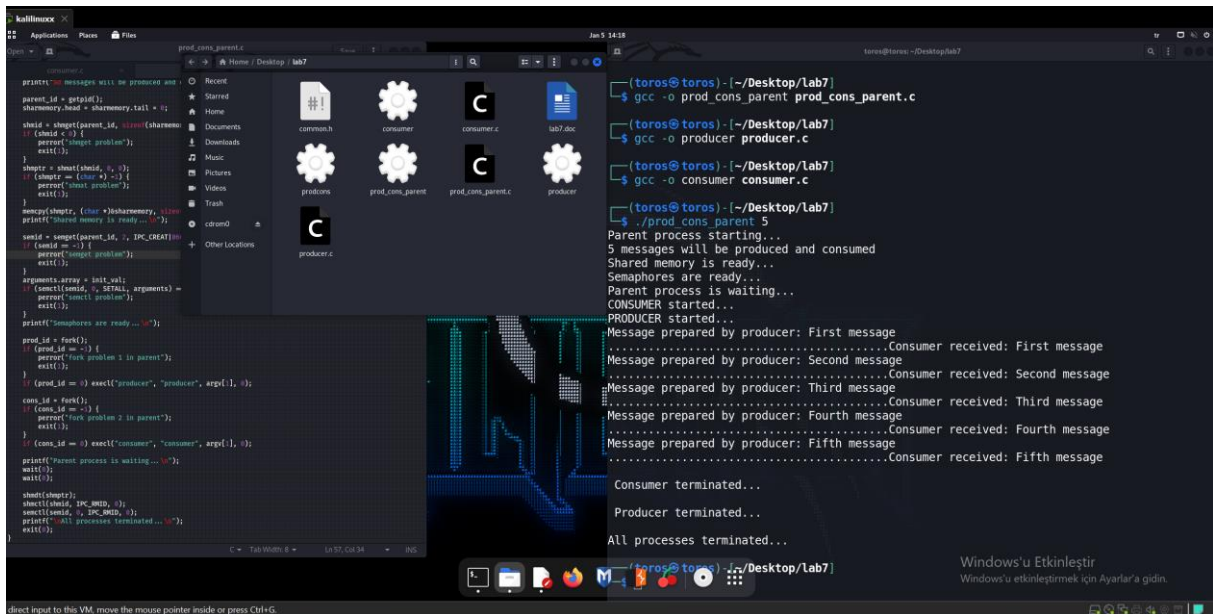 kalilinuxx
Applications Places Files
Jan 5 14:18
tr
Open
prod_cons_parent.c
Save
consumer.c
printf("%d messages will be produced and
parent_id = getpid();
sharmemory.head = sharmemory.tail = 0;
shmid = shmget(parent_id, sizeof(sharmemo
if (shmid < 0) {
perror("shmget problem");
exit(1);
}
shmptr = shmat(shmid, 0, 0);
if (shmptr == (char *) -1) {
perror("shmat problem");
exit(1);
}
memcpy(shmptr, (char *)&sharmemory, sizeo
printf("Shared memory is ready...\n");
semid = semget(parent_id, 2, IPC_CREAT|
if (semid == -1) {
perror("semget problem");
exit(1);
}
arguments.array = init_val;
if (semctl(semid, 0, SETALL, arguments) =
perror("semctl problem");
exit(1);
}
printf("Semaphores are ready...\n");
prod_id = fork();
if (prod_id == -1) {
perror("fork problem 1 in parent");
exit(1);
}
if (prod_id == 0) execl("producer", "producer", argv[1], 0);
cons_id = fork();
if (cons_id == -1) {
perror("fork problem 2 in parent");
exit(1);
}
if (cons_id == 0) execl("consumer", "consumer", argv[1], 0);
printf("Parent process is waiting...\n");
wait(0);
wait(0);
shmdt(shmptr);
shmctl(shmid, IPC_RMID, 0);
semctl(semid, 0, IPC_RMID, 0);
printf("\nAll processes terminated...\n");
exit(0);
}
C Tab Width: 8 Ln 57, Col 34 INS
Home / Desktop / lab7
Recent
Starred
Home
Documents
Downloads
Music
Pictures
Videos
Trash
cdrom0
Other Locations
common.h
consumer
consumer.c
lab7.doc
prodcons
prod_cons_parent
prod_cons_parent.c
producer
producer.c
toros@toros: ~/Desktop/lab7
(toros㉿toros)-[~/Desktop/lab7]
$ gcc -o prod_cons_parent prod_cons_parent.c
(toros㉿toros)-[~/Desktop/lab7]
$ gcc -o producer producer.c
(toros㉿toros)-[~/Desktop/lab7]
$ gcc -o consumer consumer.c
(toros㉿toros)-[~/Desktop/lab7]
$ ./prod_cons_parent 5
Parent process starting...
5 messages will be produced and consumed
Shared memory is ready...
Semaphores are ready...
Parent process is waiting...
CONSUMER started...
PRODUCER started...
Message prepared by producer: First message
........................................Consumer received: First message
Message prepared by producer: Second message
........................................Consumer received: Second message
Message prepared by producer: Third message
........................................Consumer received: Third message
Message prepared by producer: Fourth message
........................................Consumer received: Fourth message
Message prepared by producer: Fifth message
........................................Consumer received: Fifth message
Consumer terminated...
Producer terminated...
All processes terminated...
(toros㉿toros)-[~/Desktop/lab7]
$
Windows'u Etkinleştir
Windows'u etkinleştirmek için Ayarlar'a gidin.
direct input to this VM, move the mouse pointer inside or press Ctrl+G.